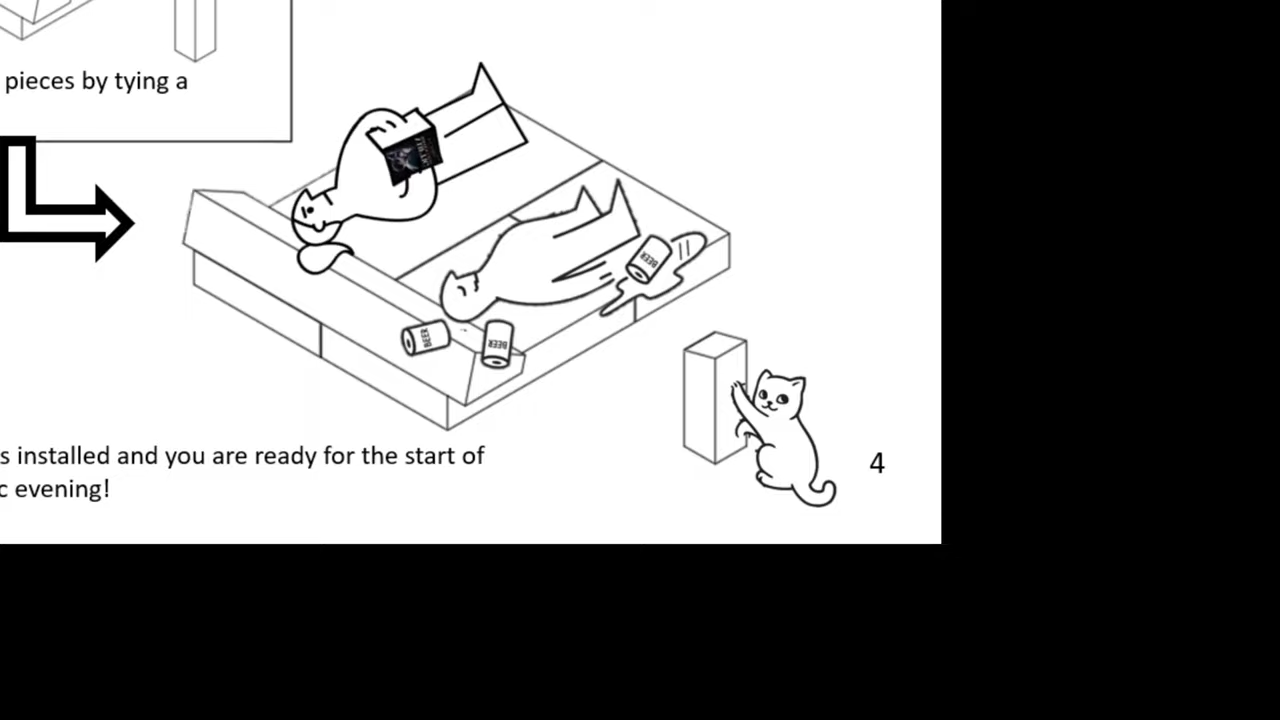 pieces by tying a
BEER
BEER
BEER
s installed and you are ready for the start of
c evening!
4